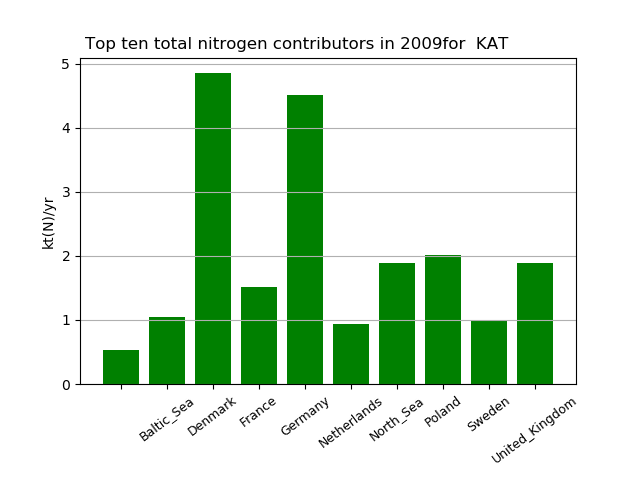 Top ten total nitrogen contributors in 2009for  KAT
kt(N)/yr
5
4
3
2
1
0
Baltic_Sea
Denmark
France
Germany
Netherlands
North_Sea
Poland
Sweden
United_Kingdom